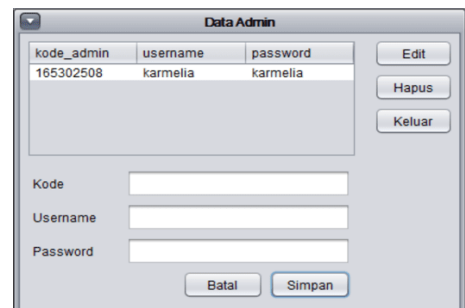 Data Admin
kode_admin username password
165302508 karmelia karmelia
Edit
Hapus
Keluar
Kode
Username
Password
Batal Simpan